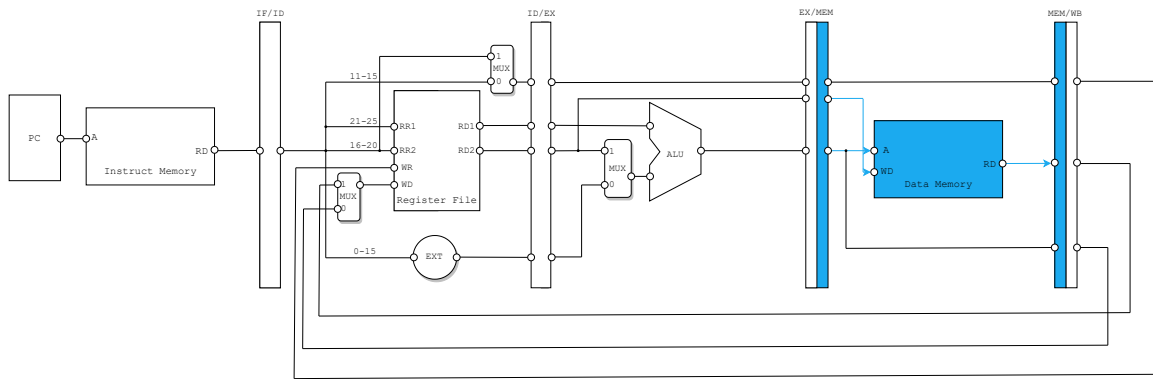 IF/ID
ID/EX
EX/MEM
MEM/WB
PC
A
RD
Instruct Memory
11-15
21-25
16-20
0-15
1
MUX
0
RR1
RR2
WR
WD
RD1
RD2
Register File
1
MUX
0
EXT
1
MUX
0
ALU
A
WD
RD
Data Memory